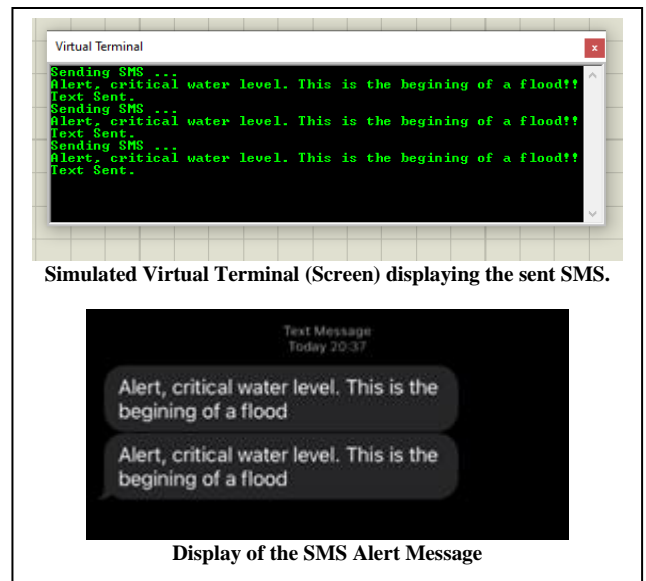 Virtual Terminal
x
Sending SMS ...
Alert, critical water level. This is the begining of a flood!!
Text Sent.
Sending SMS ...
Alert, critical water level. This is the begining of a flood!!
Text Sent.
Sending SMS ...
Alert, critical water level. This is the begining of a flood!!
Text Sent.
Simulated Virtual Terminal (Screen) displaying the sent SMS.
Text Message
Today 20:37
Alert, critical water level. This is the
begining of a flood
Alert, critical water level. This is the
begining of a flood
Display of the SMS Alert Message